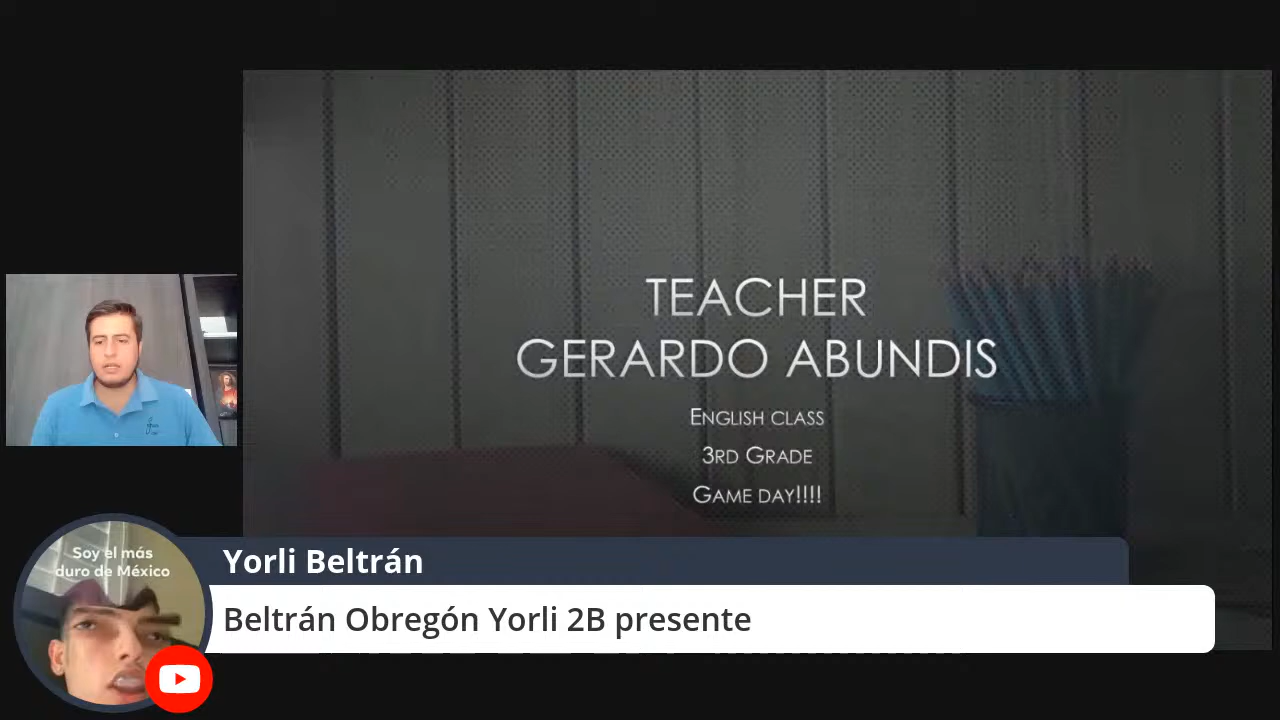 TEACHER
GERARDO ABUNDIS
ENGLISH CLASS
3RD GRADE
GAME DAY!!!!
Soy el más
duro de México
Yorli Beltrán
Beltrán Obregón Yorli 2B presente